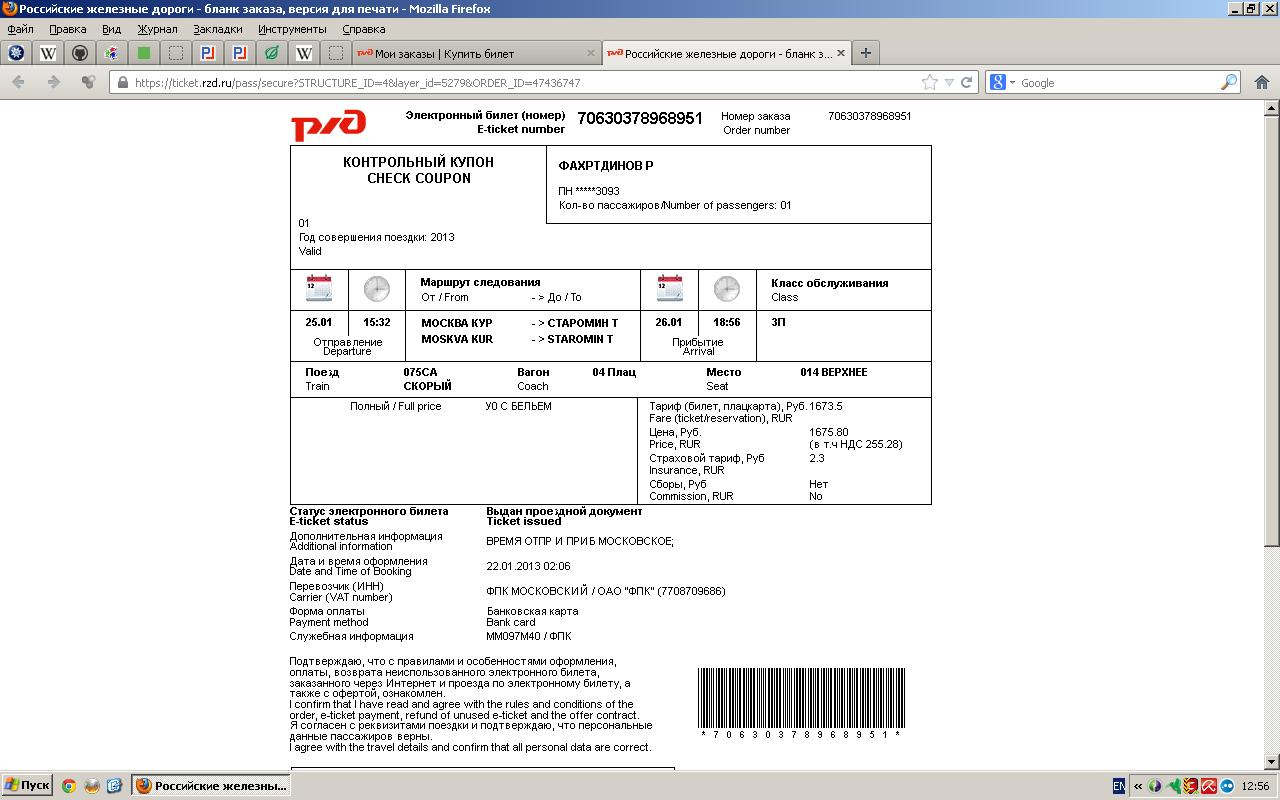 Российские железные дороги - бланк заказа, версия для печати - Mozilla Firefox
Файл Правка Вид Журнал Закладки Инструменты Справка
Мои заказы | Купить билет
Российские железные дороги - бланк з...
https://ticket.rzd.ru/pass/secure?STRUCTURE_ID=4&layer_id=5279&ORDER_ID=47436747
Google
Электронный билет (номер) 70630378968951 Номер заказа 70630378968951
E-ticket number Order number
КОНТРОЛЬНЫЙ КУПОН
CHECK COUPON
ФАХРТДИНОВ Р
ПН *****3093
Кол-во пассажиров/Number of passengers: 01
01
Год совершения поездки: 2013
Valid
Маршрут следования Класс обслуживания
От / From - > До / To Class
25.01 15:32 МОСКВА КУР - > СТАРОМИН Т 26.01 18:56 3П
MOSKVA KUR - > STAROMIN T
Отправление Прибытие
Departure Arrival
Поезд 075СА Вагон 04 Плац Место 014 ВЕРХНЕЕ
Train СКОРЫЙ Coach Seat
Полный / Full price У0 С БЕЛЬЕМ Тариф (билет, плацкарта), Руб. 1673.5
Fare (ticket/reservation), RUR
Цена, Руб. 1675.80
Price, RUR (в т.ч НДС 255.28)
Страховой тариф, Руб 2.3
Insurance, RUR
Сборы, Руб Нет
Commission, RUR No
Статус электронного билета Выдан проездной документ
E-ticket status Ticket issued
Дополнительная информация ВРЕМЯ ОТПР И ПРИБ МОСКОВСКОЕ;
Additional information
Дата и время оформления 22.01.2013 02:06
Date and Time of Booking
Перевозчик (ИНН) ФПК МОСКОВСКИЙ / ОАО "ФПК" (7708709686)
Carrier (VAT number)
Форма оплаты Банковская карта
Payment method Bank card
Служебная информация ММ097М40 / ФПК
Подтверждаю, что с правилами и особенностями оформления,
оплаты, возврата неиспользованного электронного билета,
заказанного через Интернет и проезда по электронному билету, а
также с офертой, ознакомлен.
I confirm that I have read and agree with the rules and conditions of the
order, e-ticket payment, refund of unused e-ticket and the offer contract.
Я согласен с реквизитами поездки и подтверждаю, что персональные
данные пассажиров верны.
I agree with the travel details and confirm that all personal data are correct.
* 7 0 6 3 0 3 7 8 9 6 8 9 5 1 *
Пуск Российские железны... EN « 12:56